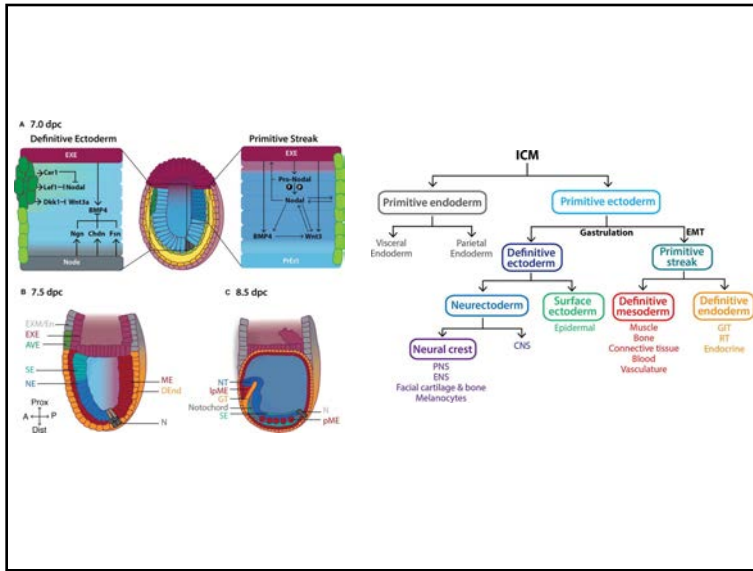 A 7.0 dpc
Definitive Ectoderm
EXE
Cer1
Lef1 Nodal
Dkk1 Wnt3a
BMP4
Ngn Chdn Fsn
Node
Primitive Streak
EXE
Pro-Nodal
P P
Nodal
BMP4 Wnt3
PrEct
B 7.5 dpc
EXM/En
EXE
AVE
SE
NE
ME
DEnd
N
Prox
A P
Dist
C 8.5 dpc
NT
lpME
GT
Notochord
SE
N
pME
ICM
Primitive endoderm
Primitive ectoderm
Visceral
Endoderm
Parietal
Endoderm
Gastrulation
EMT
Definitive
ectoderm
Primitive
streak
Neurectoderm
Surface
ectoderm
Epidermal
Definitive
mesoderm
Muscle
Bone
Connective tissue
Blood
Vasculature
Definitive
endoderm
GIT
RT
Endocrine
Neural crest
PNS
ENS
Facial cartilage & bone
Melanocytes
CNS